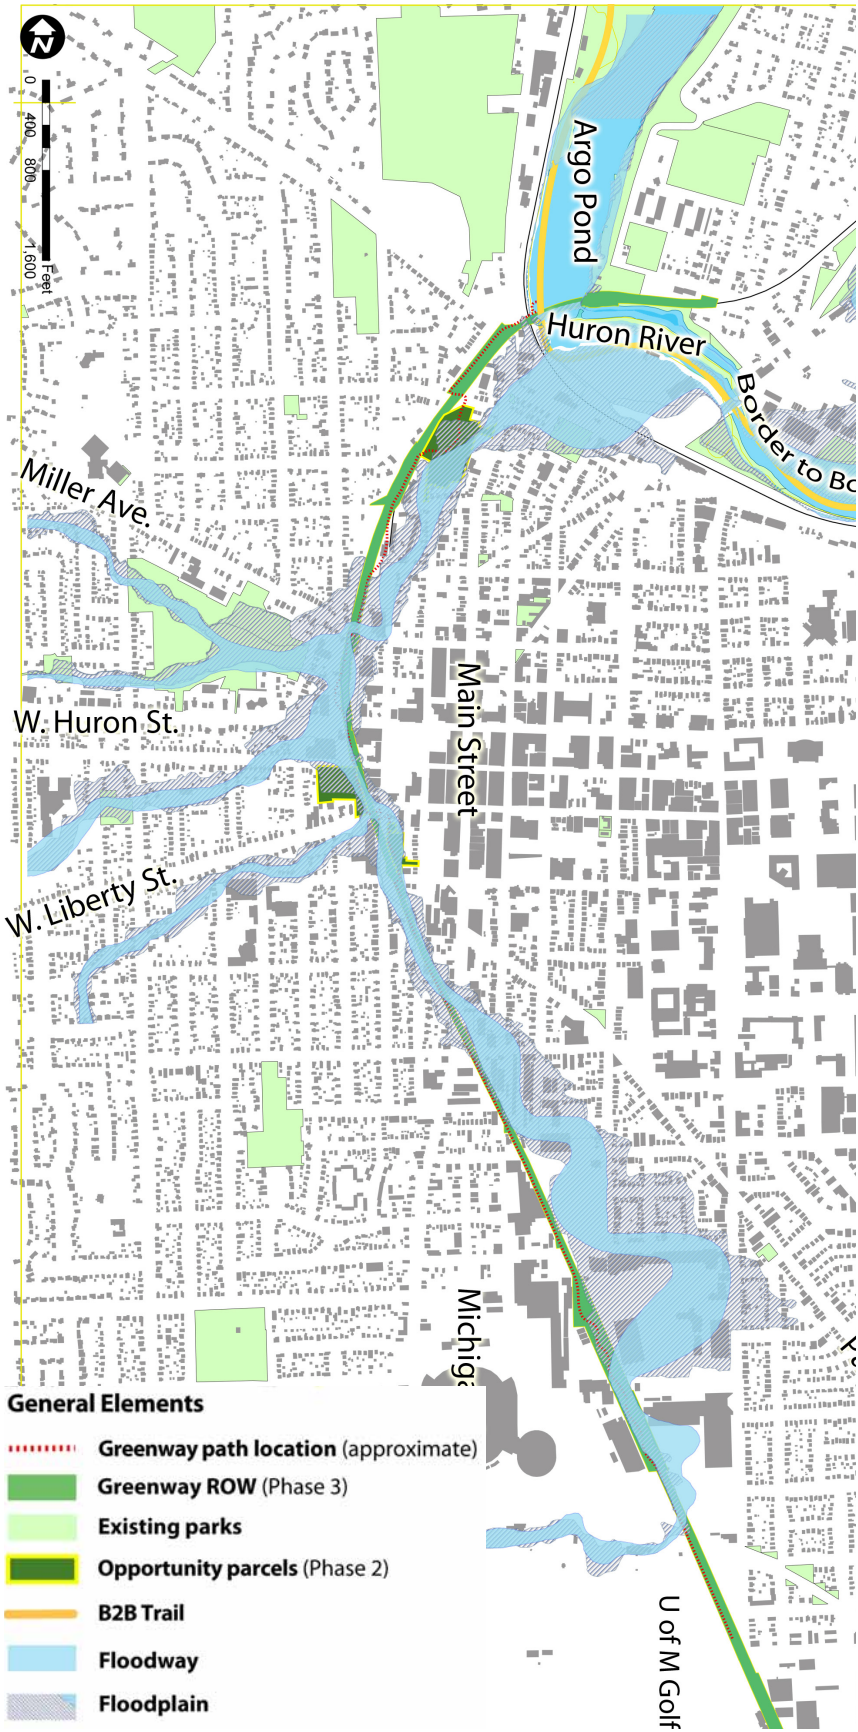 N
0
400
800
1,600
Feet
Argo Pond
Huron River
Border to Bo
Miller Ave.
W. Huron St.
Main Street
W. Liberty St.
Michiga
General Elements
Greenway path location (approximate)
Greenway ROW (Phase 3)
Existing parks
Opportunity parcels (Phase 2)
B2B Trail
Floodway
Floodplain
U of M Golf